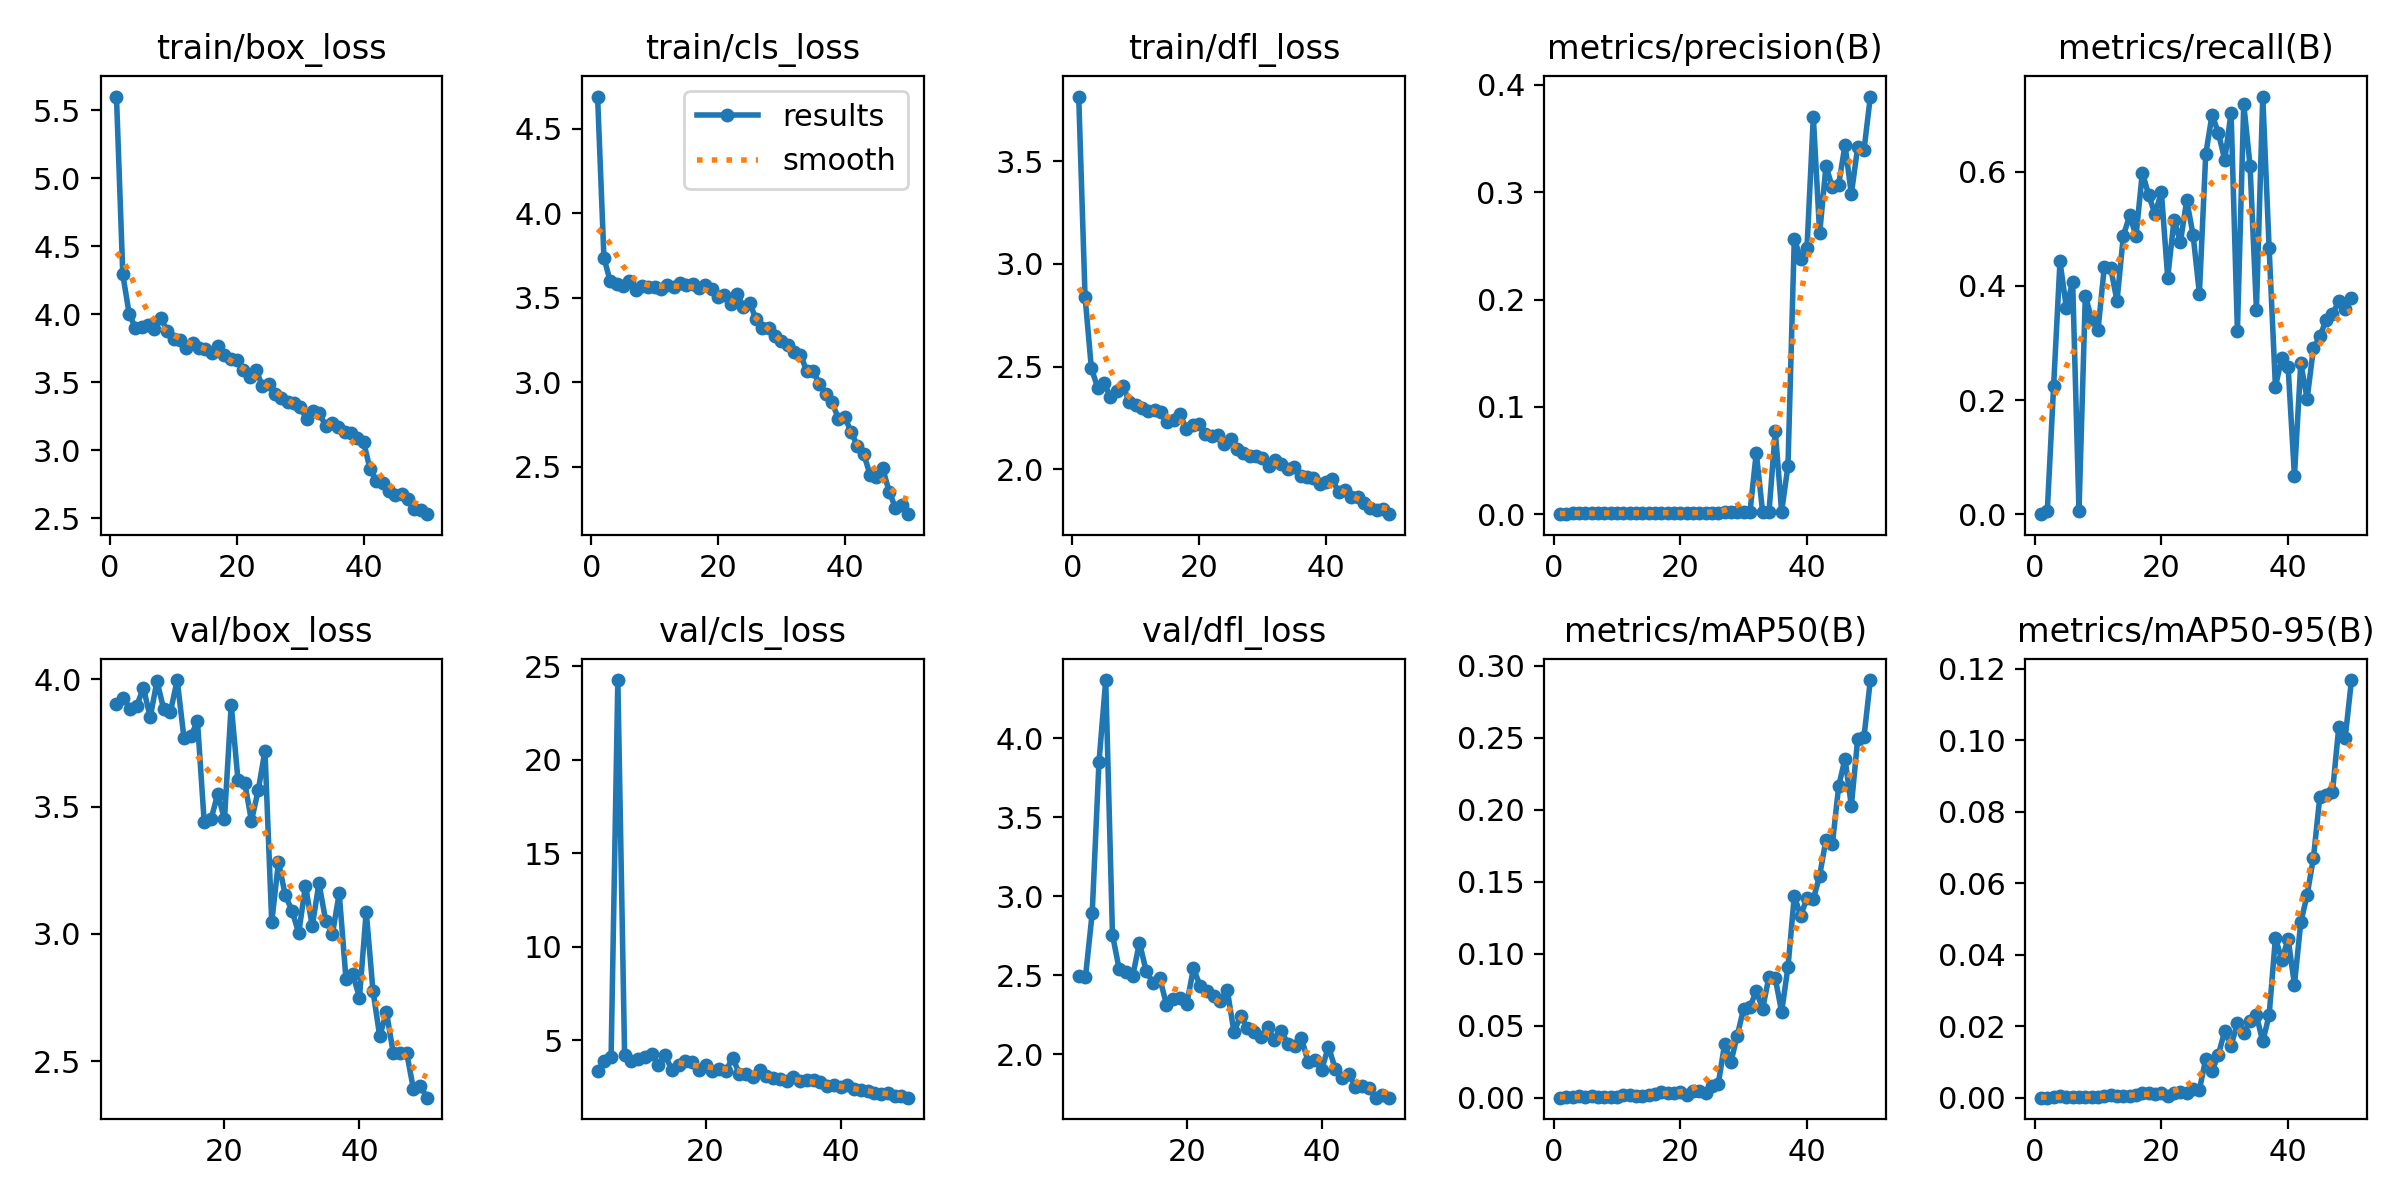 train/box_loss
train/cls_loss
train/dfl_loss
metrics/precision(B)
metrics/recall(B)
results
smooth
5.5
5.0
4.5
4.0
3.5
3.0
2.5
0 20 40
4.5
4.0
3.5
3.0
2.5
0 20 40
3.5
3.0
2.5
2.0
0 20 40
0.4
0.3
0.2
0.1
0.0
0 20 40
0.6
0.4
0.2
0.0
0 20 40
val/box_loss
val/cls_loss
val/dfl_loss
metrics/mAP50(B)
metrics/mAP50-95(B)
4.0
3.5
3.0
2.5
20 40
25
20
15
10
5
20 40
4.0
3.5
3.0
2.5
2.0
20 40
0.30
0.25
0.20
0.15
0.10
0.05
0.00
0 20 40
0.12
0.10
0.08
0.06
0.04
0.02
0.00
0 20 40